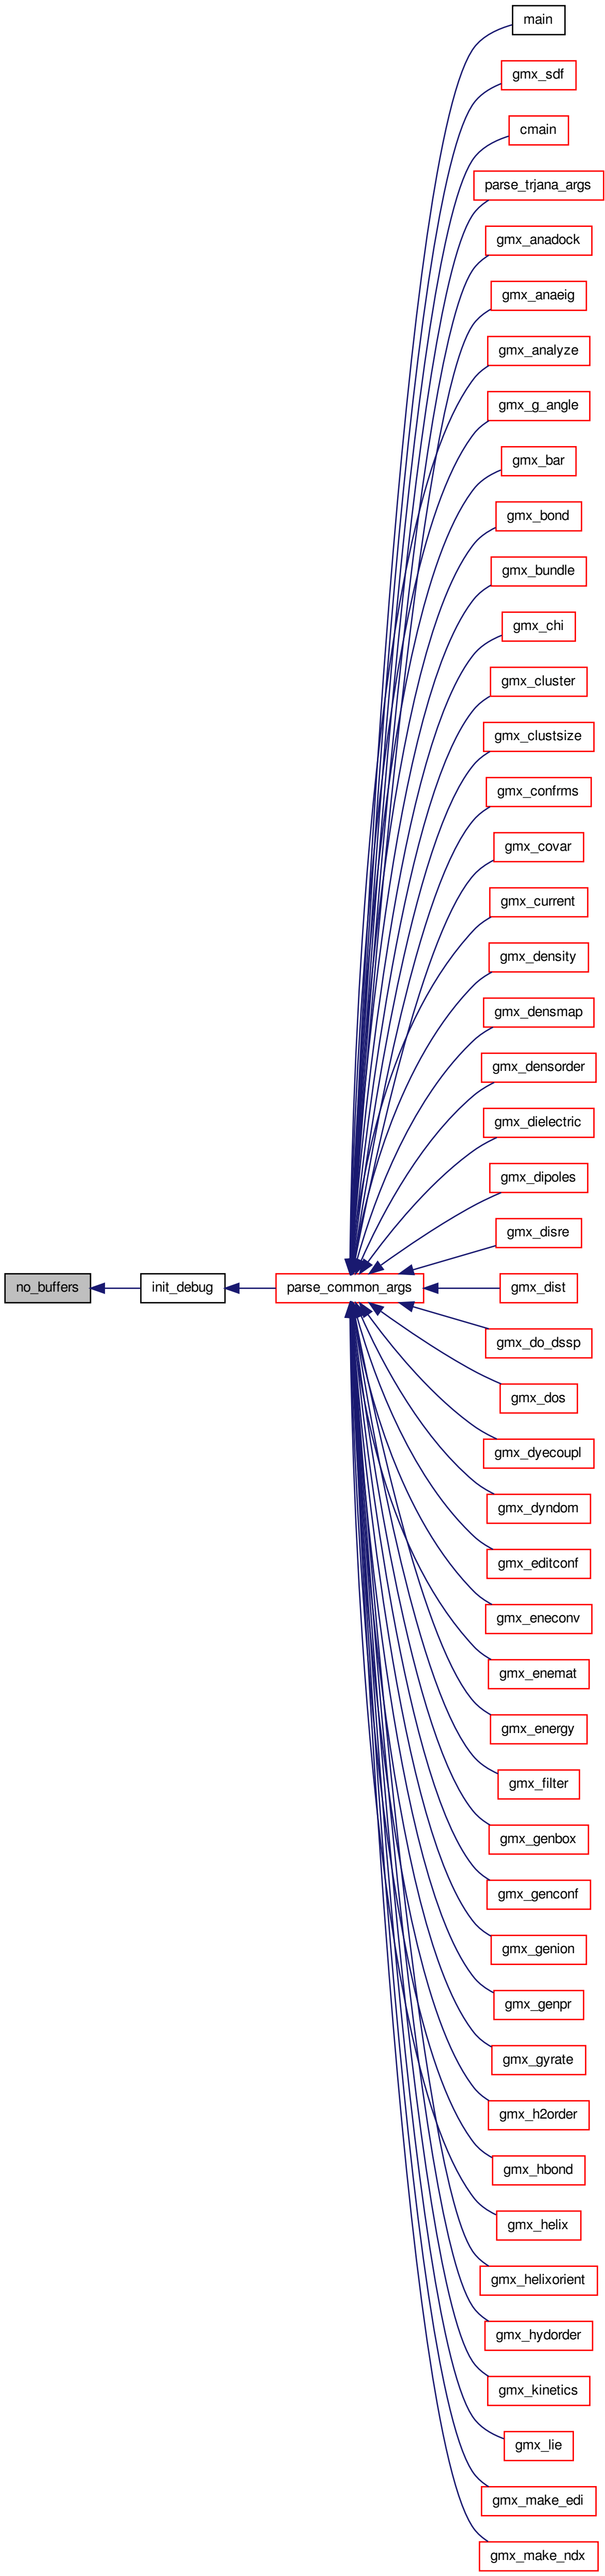 main
gmx_sdf
cmain
parse_trjana_args
gmx_anadock
gmx_anaeig
gmx_analyze
gmx_g_angle
gmx_bar
gmx_bond
gmx_bundle
gmx_chi
gmx_cluster
gmx_clustsize
gmx_confrms
gmx_covar
gmx_current
gmx_density
gmx_densmap
gmx_densorder
gmx_dielectric
gmx_dipoles
gmx_disre
no_buffers
init_debug
parse_common_args
gmx_dist
gmx_do_dssp
gmx_dos
gmx_dyecoupl
gmx_dyndom
gmx_editconf
gmx_eneconv
gmx_enemat
gmx_energy
gmx_filter
gmx_genbox
gmx_genconf
gmx_genion
gmx_genpr
gmx_gyrate
gmx_h2order
gmx_hbond
gmx_helix
gmx_helixorient
gmx_hydorder
gmx_kinetics
gmx_lie
gmx_make_edi
gmx_make_ndx